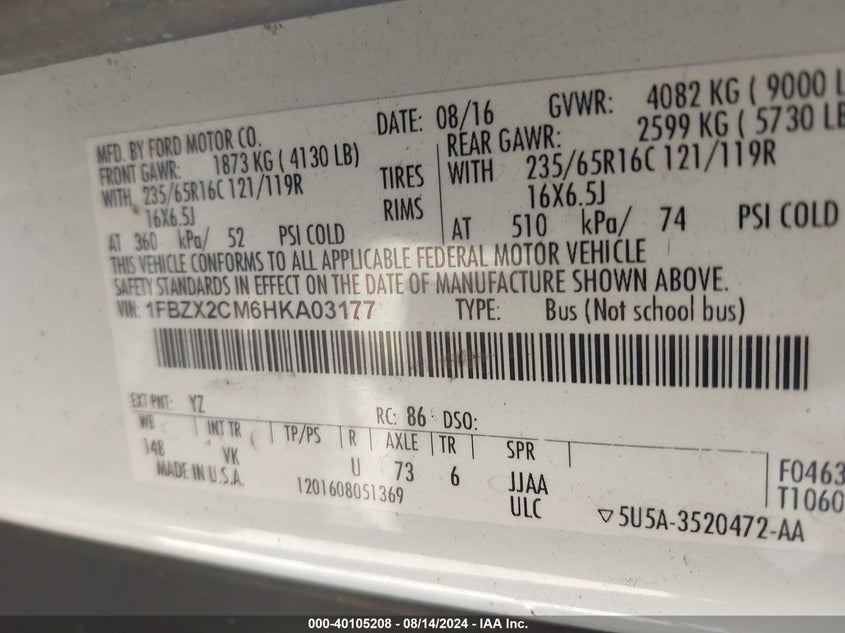 MFD. BY FORD MOTOR CO.
DATE: 08/16 GVWR: 4082 KG ( 9000 L
FRONT GAWR: 1873 KG ( 4130 LB) REAR GAWR: 2599 KG ( 5730 LB
WITH 235/65R16C 121/119R TIRES WITH 235/65R16C 121/119R
16X6.5J RIMS 16X6.5J
AT 360 kPa/ 52 PSI COLD AT 510 kPa/ 74 PSI COLD
THIS VEHICLE CONFORMS TO ALL APPLICABLE FEDERAL MOTOR VEHICLE
SAFETY STANDARDS IN EFFECT ON THE DATE OF MANUFACTURE SHOWN ABOVE.
VIN: 1FBZX2CM6HKA03177 TYPE: Bus (Not school bus)
EXT PNT: YZ RC: 86 DSO:
WB INT TR TP/PS R AXLE TR SPR
148 VK U 73 6 JJAA F0463
MADE IN U.S.A. 1201608051369 ULC T1060
▽5U5A-3520472-AA
000-40105208 - 08/14/2024 - IAA Inc.